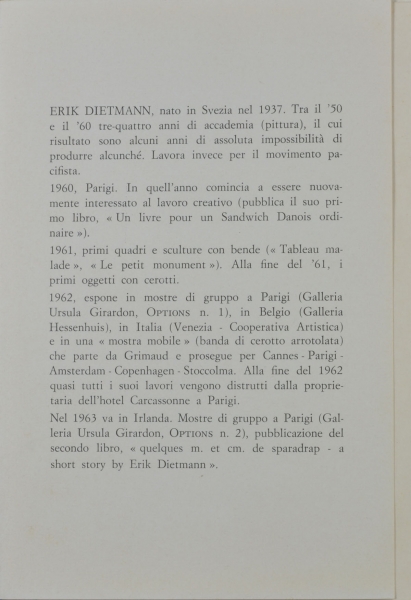 ERIK DIETMANN, nato in Svezia nel 1937. Tra il '50
e il '60 tre-quattro anni di accademia (pittura), il cui
risultato sono alcuni anni di assoluta impossibilità di
produrre alcunché. Lavora invece per il movimento pa-
cifista.
1960, Parigi. In quell'anno comincia a essere nuova-
mente interessato al lavoro creativo (pubblica il suo pri-
mo libro, « Un livre pour un Sandwich Danois ordi-
naire »).
1961, primi quadri e sculture con bende (« Tableau ma-
lade », « Le petit monument »). Alla fine del '61, i
primi oggetti con cerotti.
1962, espone in mostre di gruppo a Parigi (Galleria
Ursula Girardon, OPTIONS n. 1), in Belgio (Galleria
Hessenhuis), in Italia (Venezia - Cooperativa Artistica)
e in una « mostra mobile » (banda di cerotto arrotolata)
che parte da Grimaud e prosegue per Cannes - Parigi -
Amsterdam - Copenhagen - Stoccolma. Alla fine del 1962
quasi tutti i suoi lavori vengono distrutti dalla proprie-
taria dell'hotel Carcassonne a Parigi.
Nel 1963 va in Irlanda. Mostre di gruppo a Parigi (Gal-
leria Ursula Girardon, OPTIONS n. 2), pubblicazione del
secondo libro, « quelques m. et cm. de sparadrap - a
short story by Erik Dietmann ».